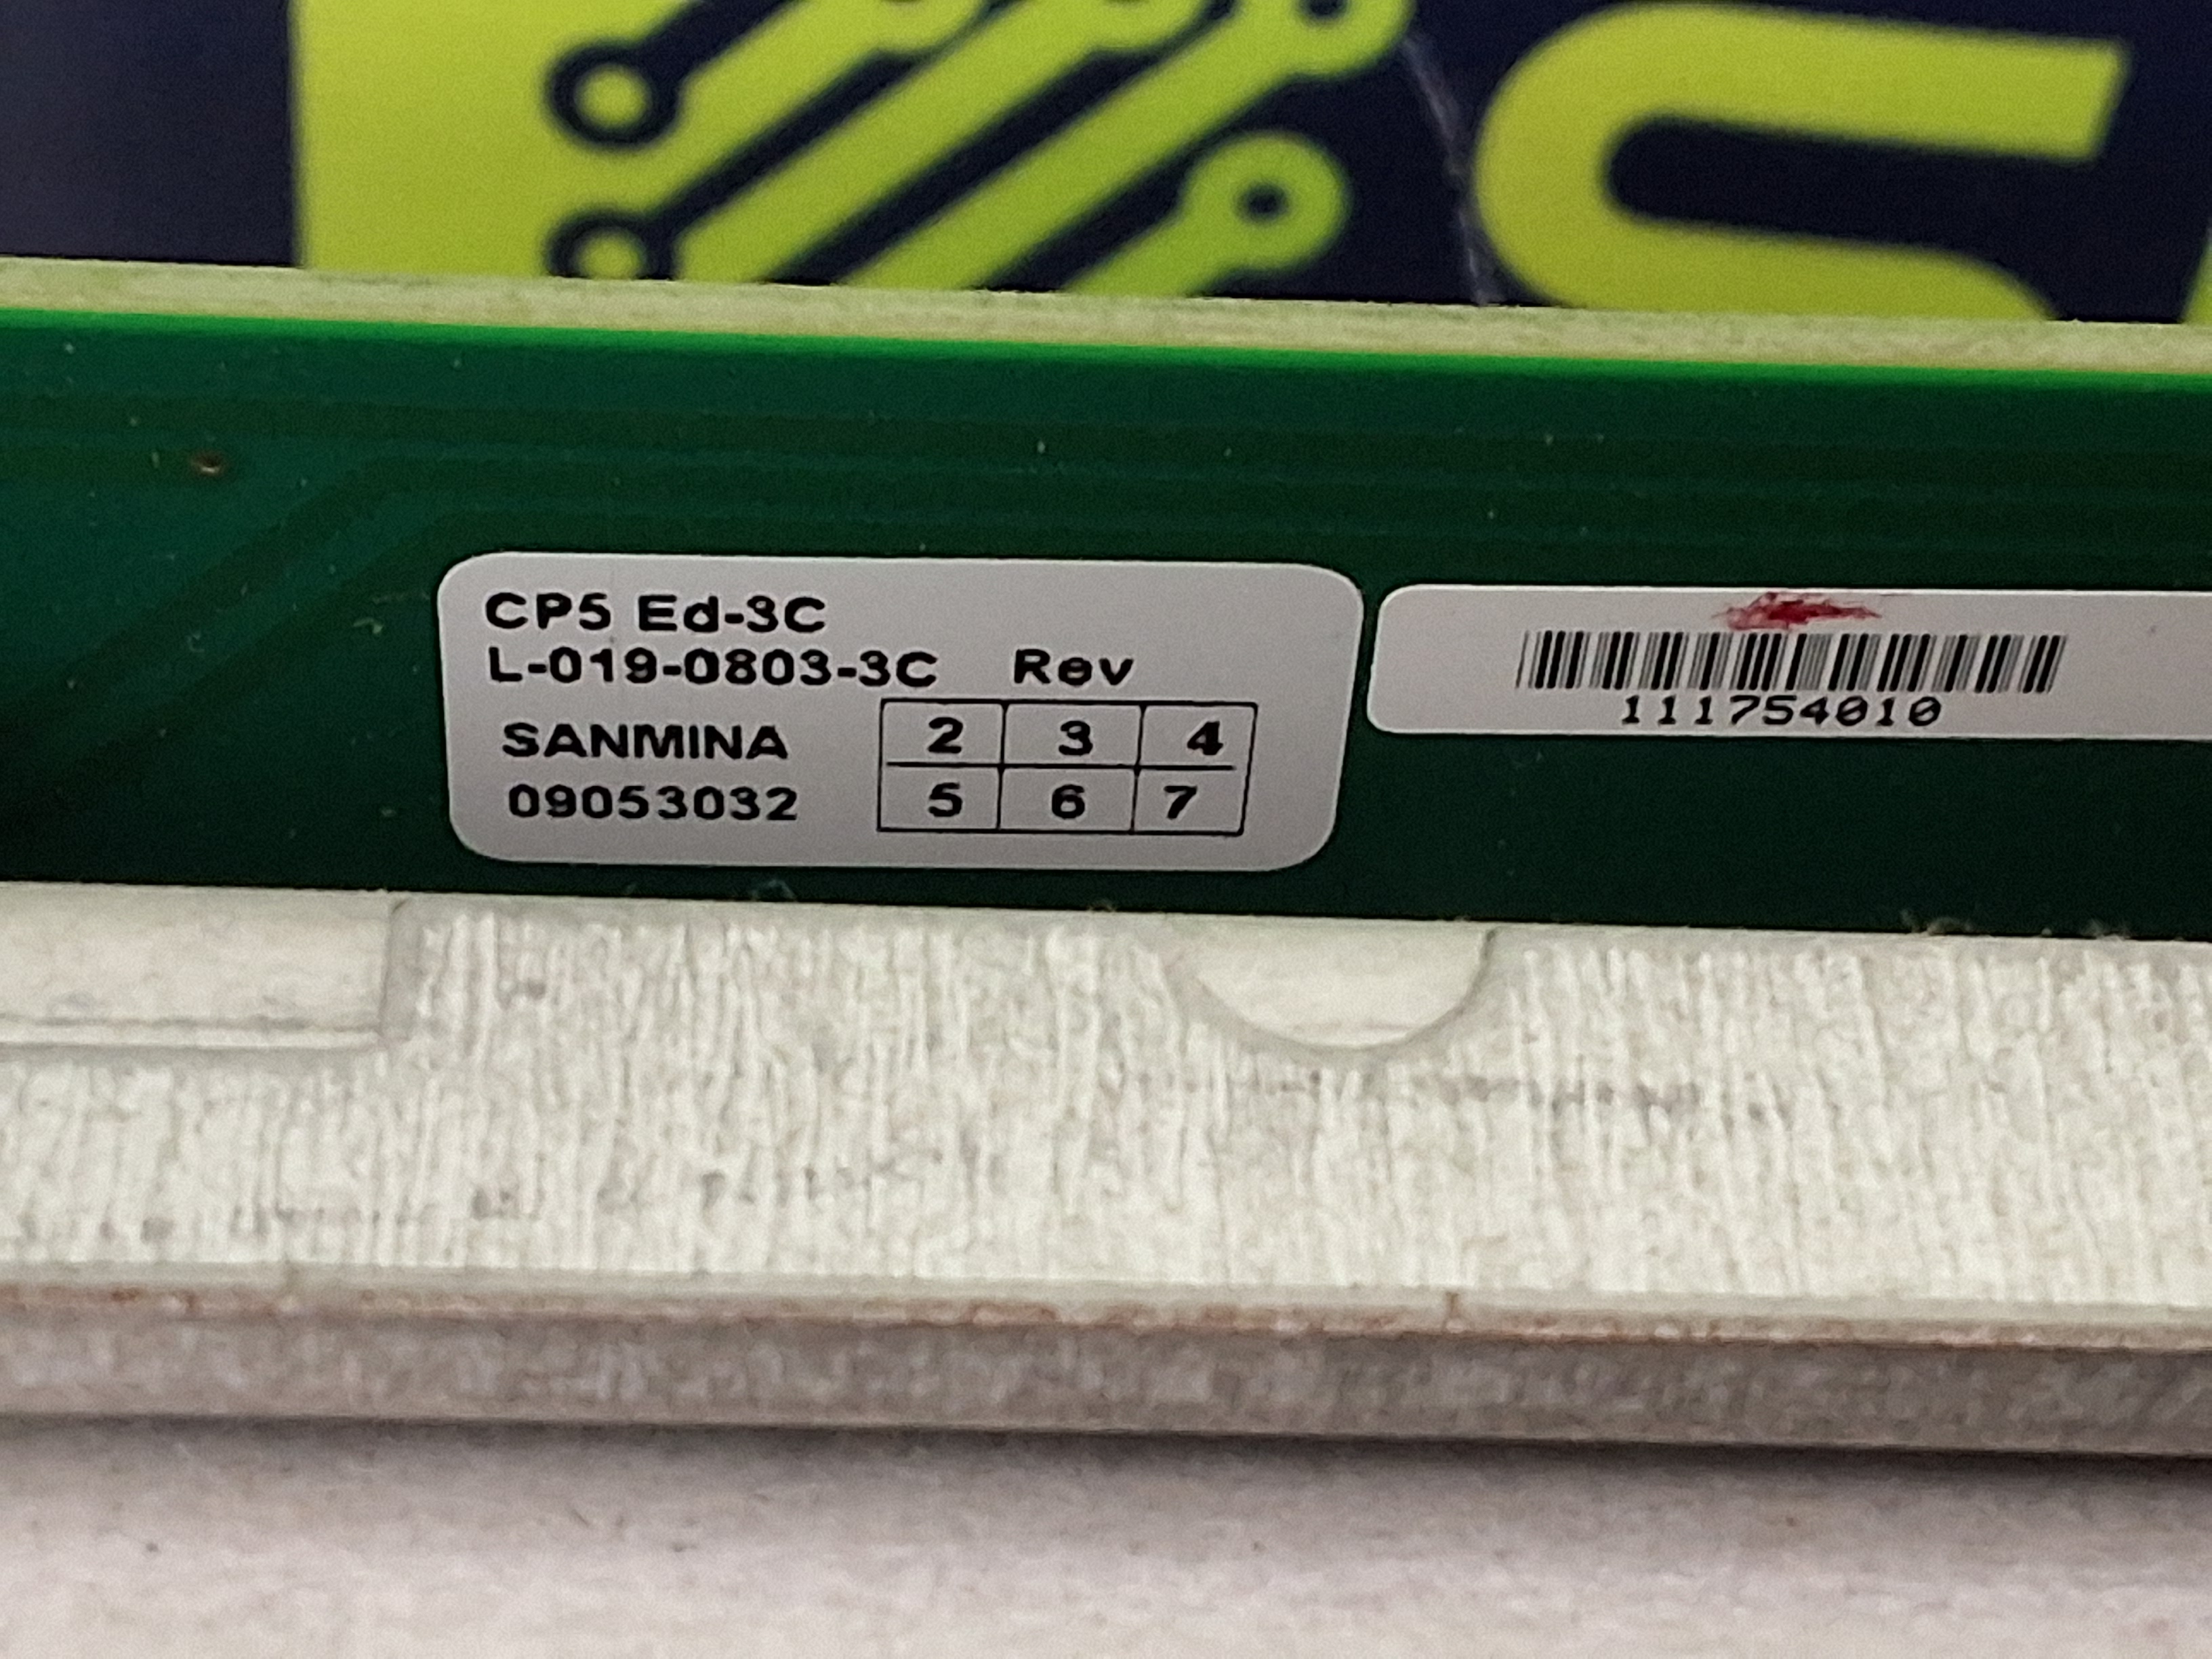 CP5 Ed-3C
L-019-0803-3C Rev
SANMINA 2 3 4
09053032 5 6 7
111754010